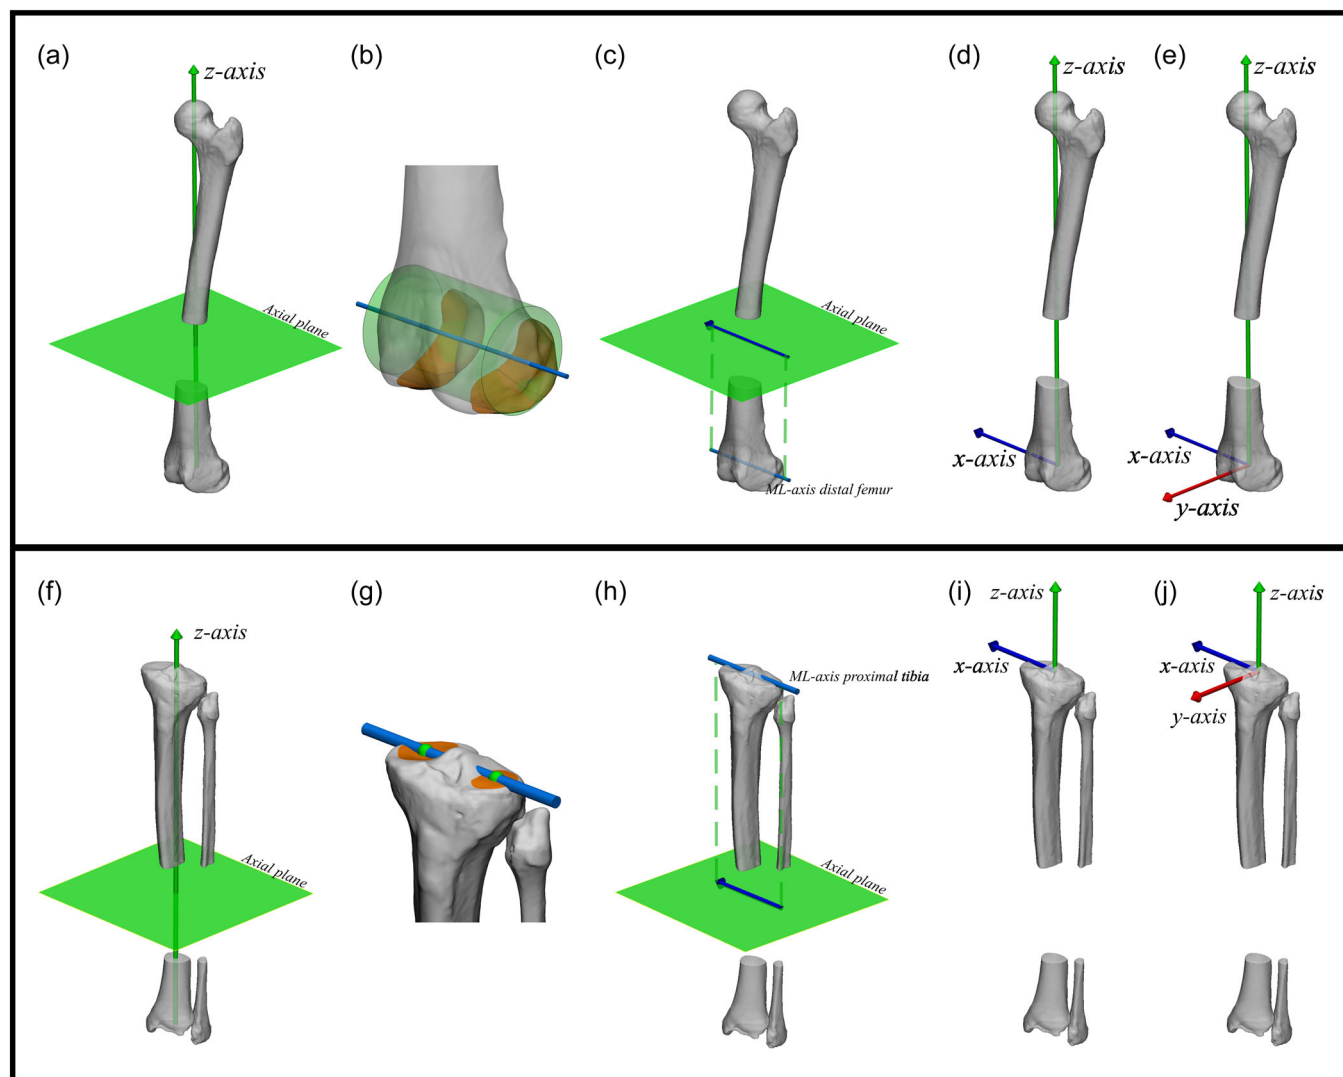 (a)
z-axis
Axial plane
(b)
(c)
Axial plane
ML-axis distal femur
(d)
z-axis
x-axis
(e)
z-axis
x-axis
y-axis
(f)
z-axis
Axial plane
(g)
(h)
ML-axis proximal tibia
Axial plane
(i)
z-axis
x-axis
(j)
z-axis
x-axis
y-axis